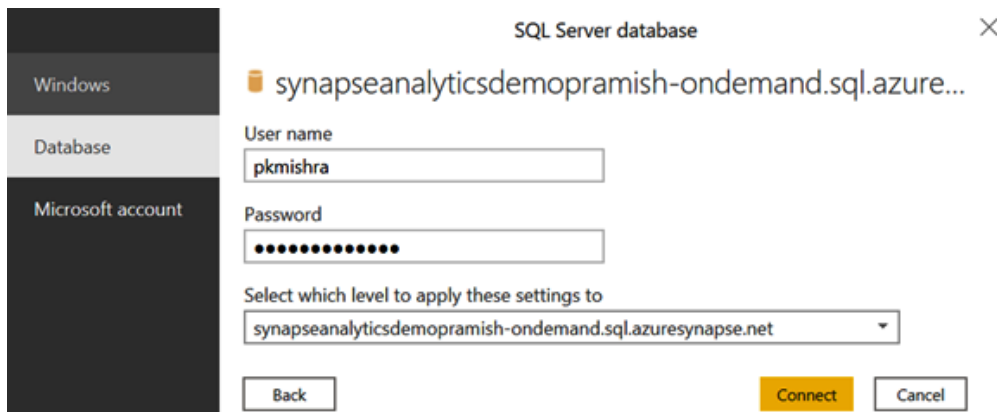 SQL Server database
Windows
Database
Microsoft account
synapseanalyticsdemopramish-ondemand.sql.azure...
User name
pkmishra
Password
•••••••••••••
Select which level to apply these settings to
synapseanalyticsdemopramish-ondemand.sql.azuresynapse.net
Back
Connect
Cancel